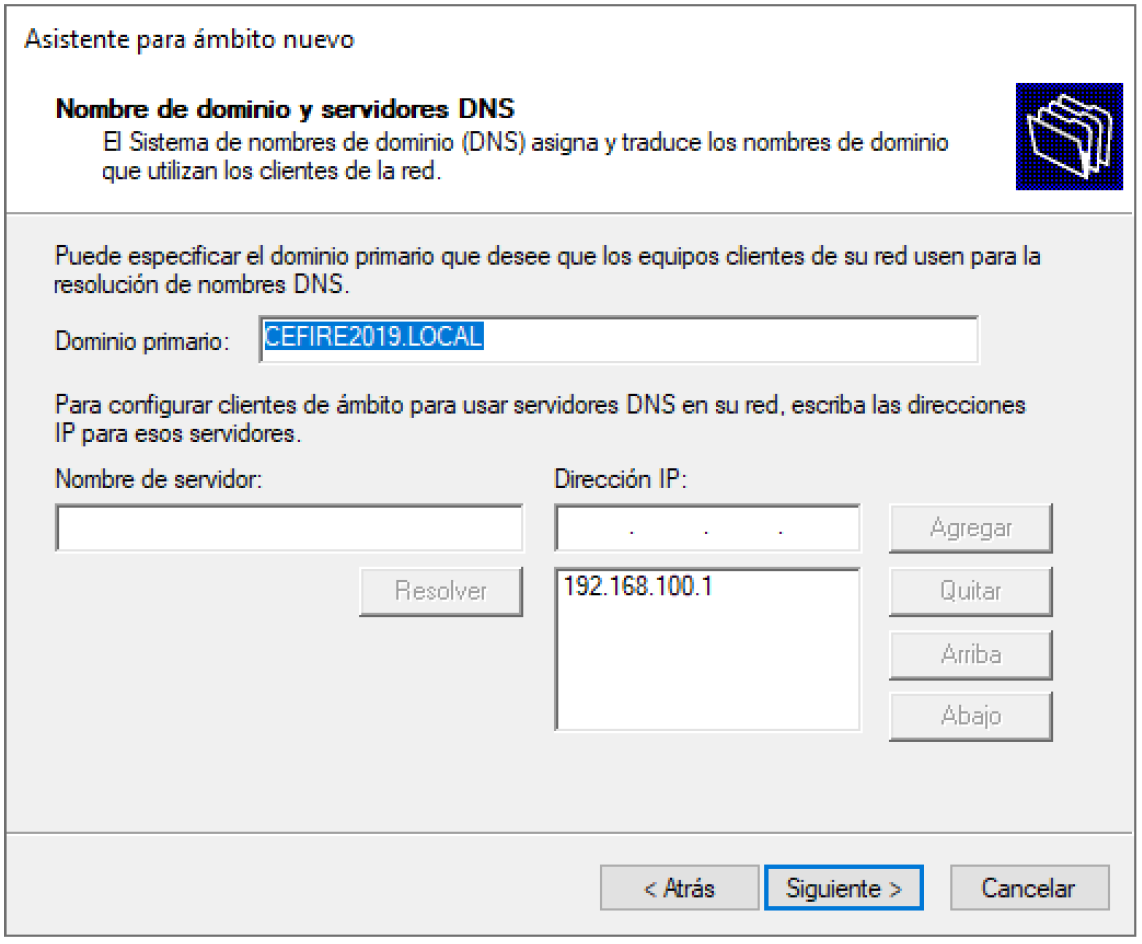 Asistente para ámbito nuevo
Nombre de dominio y servidores DNS
El Sistema de nombres de dominio (DNS) asigna y traduce los nombres de dominio
que utilizan los clientes de la red.
Puede especificar el dominio primario que desee que los equipos clientes de su red usen para la
resolución de nombres DNS.
Dominio primario: CEFIRE2019.LOCAL
Para configurar clientes de ámbito para usar servidores DNS en su red, escriba las direcciones
IP para esos servidores.
Nombre de servidor: Dirección IP:
. . . Agregar
Resolver 192.168.100.1 Quitar
Arriba
Abajo
< Atrás Siguiente > Cancelar